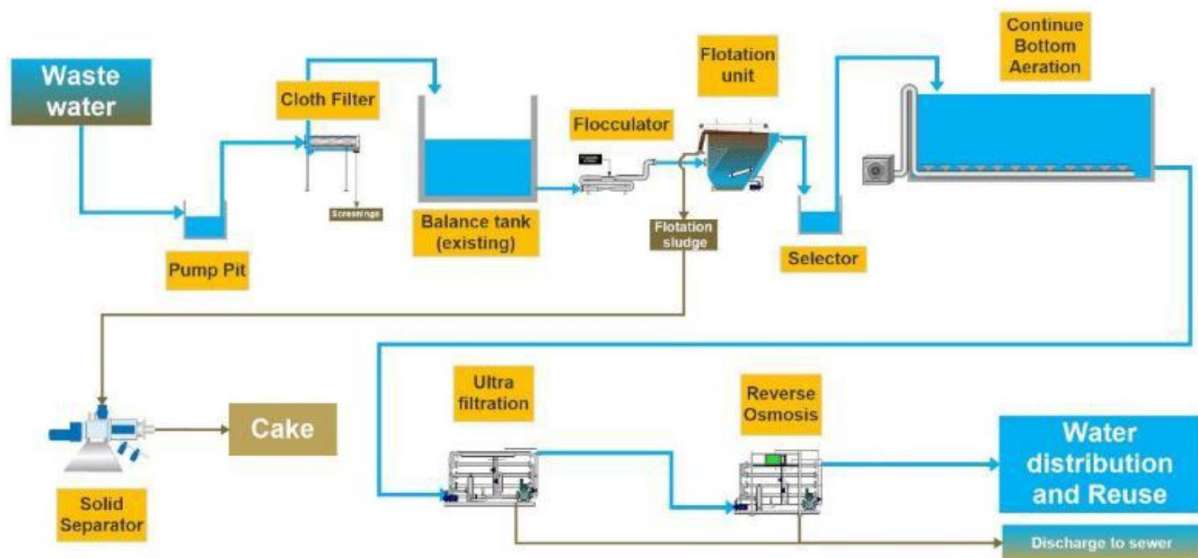 Waste
water
Cloth Filter
Flocculator
Flotation
unit
Continue
Bottom
Aeration
Screenings
Pump Pit
Balance tank
(existing)
Flotation
sludge
Selector
Ultra
filtration
Reverse
Osmosis
Cake
Water
distribution
and Reuse
Solid
Separator
Discharge to sewer